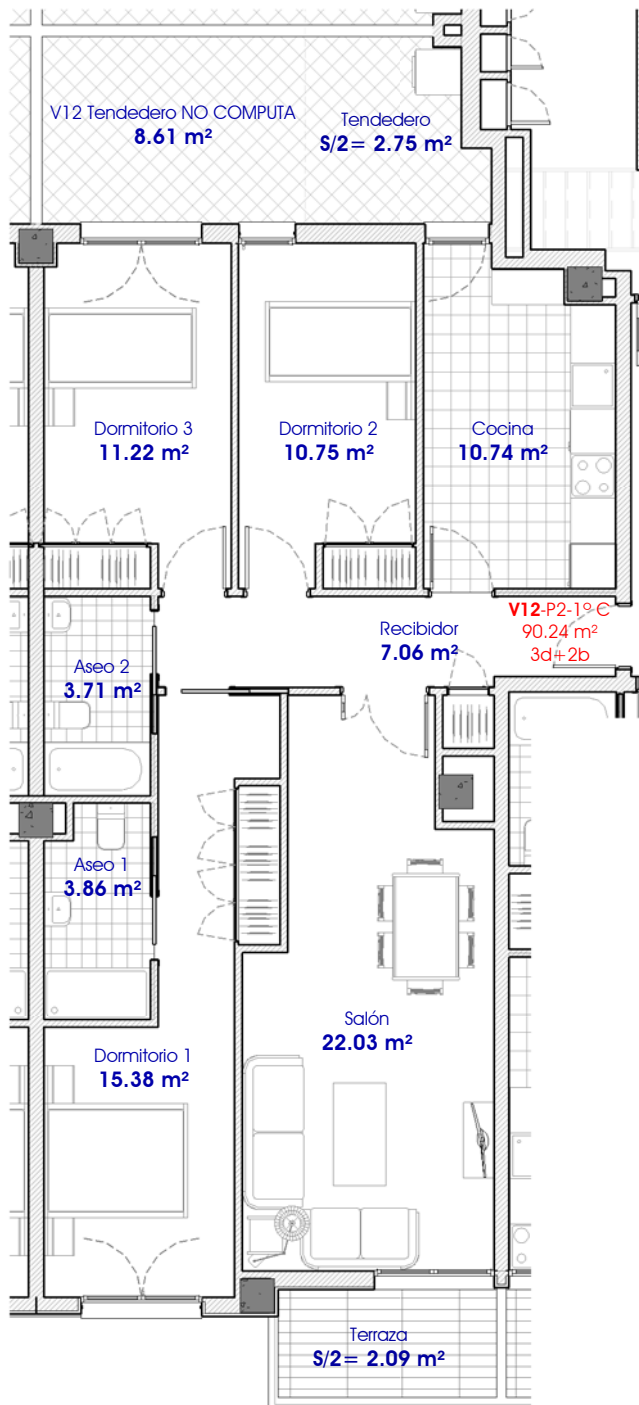 V12 Tendedero NO COMPUTA
8.61 m²
Tendedero
S/2= 2.75 m²
Dormitorio 3
11.22 m²
Dormitorio 2
10.75 m²
Cocina
10.74 m²
V12-P2-1º C
90.24 m²
3d+2b
Recibidor
7.06 m²
Aseo 2
3.71 m²
Aseo 1
3.86 m²
Salón
22.03 m²
Dormitorio 1
15.38 m²
Terraza
S/2= 2.09 m²